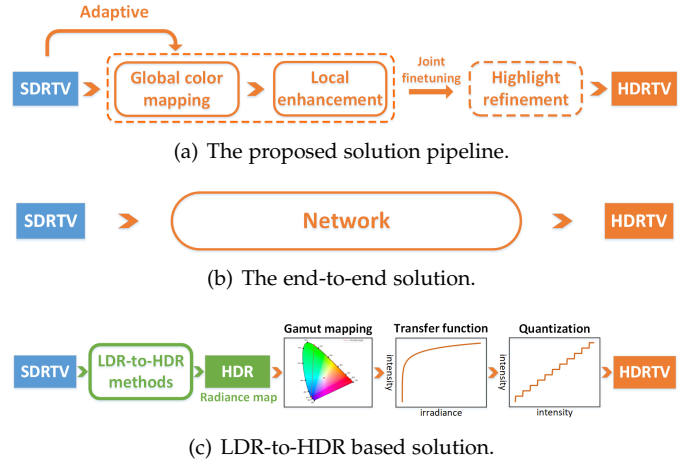 Adaptive
SDRTV
Global color
mapping
Local
enhancement
Joint
finetuning
Highlight
refinement
HDRTV
(a) The proposed solution pipeline.
SDRTV
Network
HDRTV
(b) The end-to-end solution.
SDRTV
LDR-to-HDR
methods
HDR
Radiance map
Gamut mapping
Transfer function
intensity
irradiance
Quantization
intensity
intensity
HDRTV
(c) LDR-to-HDR based solution.